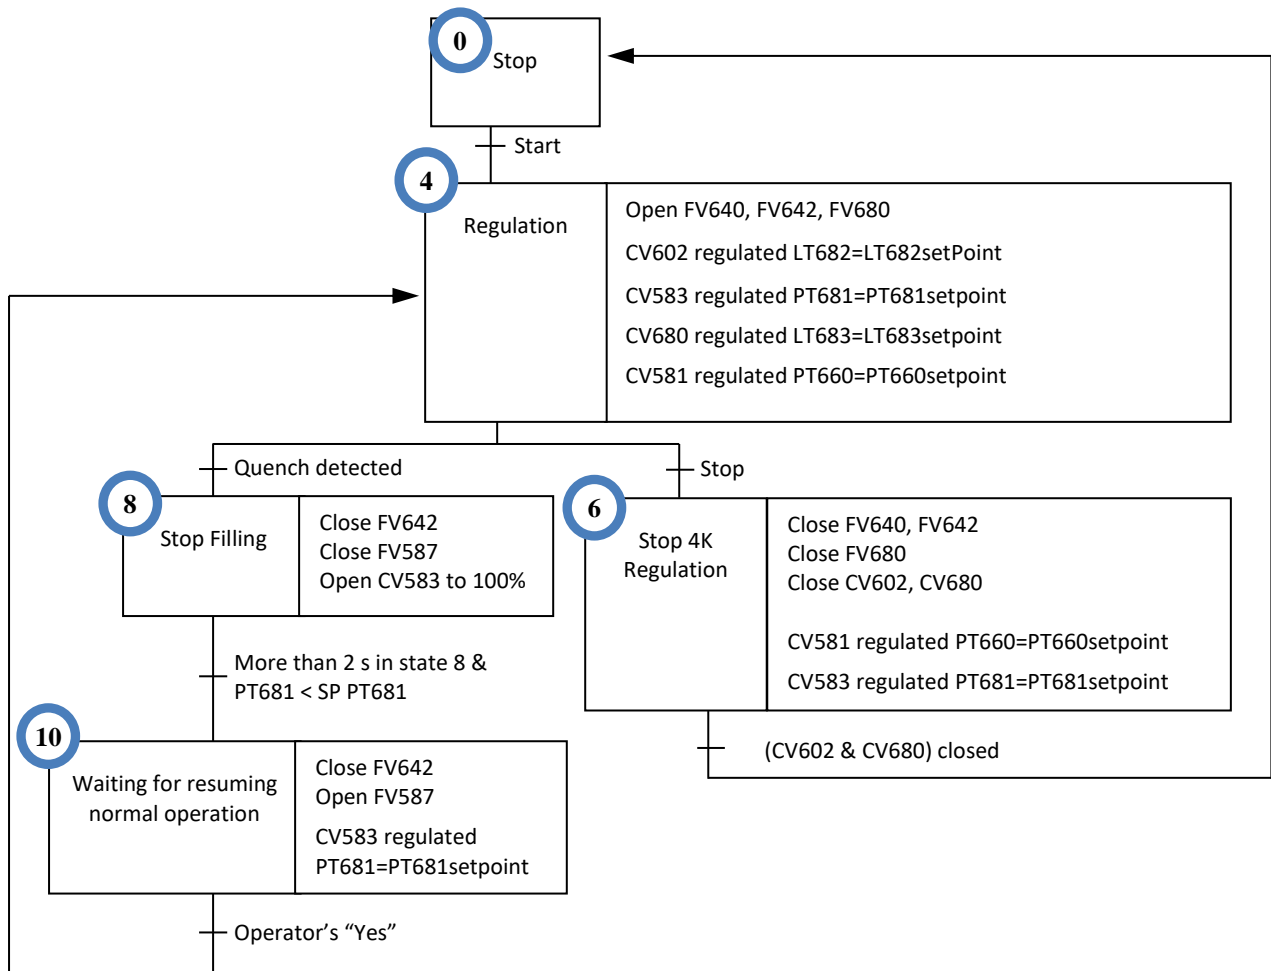 0
Stop
Start
4
Regulation
Open FV640, FV642, FV680
CV602 regulated LT682=LT682setPoint
CV583 regulated PT681=PT681setpoint
CV680 regulated LT683=LT683setpoint
CV581 regulated PT660=PT660setpoint
Quench detected
Stop
8
Stop Filling
Close FV642
Close FV587
Open CV583 to 100%
6
Stop 4K
Regulation
Close FV640, FV642
Close FV680
Close CV602, CV680
CV581 regulated PT660=PT660setpoint
CV583 regulated PT681=PT681setpoint
More than 2 s in state 8 &
PT681 < SP PT681
10
Waiting for resuming
normal operation
Close FV642
Open FV587
CV583 regulated
PT681=PT681setpoint
(CV602 & CV680) closed
Operator’s “Yes”